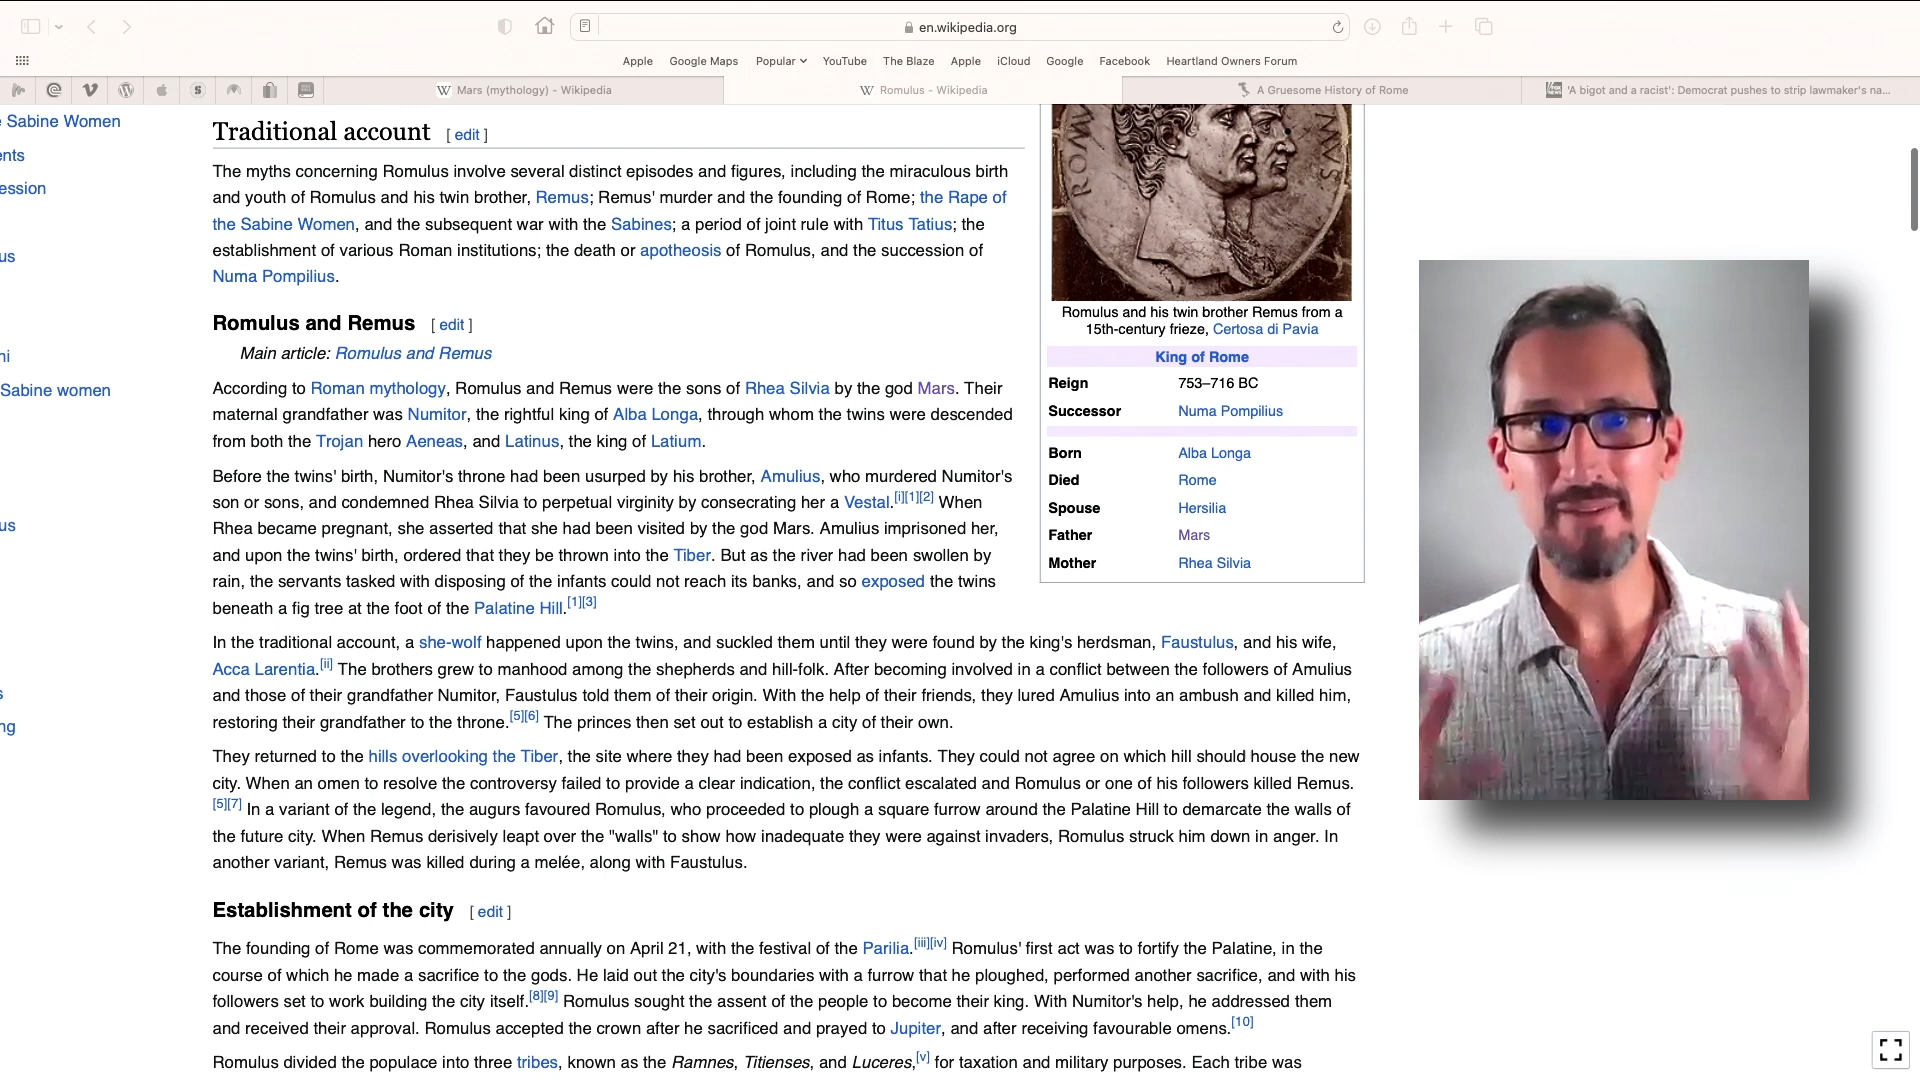 en.wikipedia.org
Apple Google Maps Popular YouTube The Blaze Apple iCloud Google Facebook Heartland Owners Forum
Mars (mythology) - Wikipedia
Romulus - Wikipedia
A Gruesome History of Rome
'A bigot and a racist': Democrat pushes to strip lawmaker's na...
e Sabine Women
ents
ession
us
ni
Sabine women
us
s
ng
Traditional account [ edit ]
The myths concerning Romulus involve several distinct episodes and figures, including the miraculous birth
and youth of Romulus and his twin brother, Remus; Remus' murder and the founding of Rome; the Rape of
the Sabine Women, and the subsequent war with the Sabines; a period of joint rule with Titus Tatius; the
establishment of various Roman institutions; the death or apotheosis of Romulus, and the succession of
Numa Pompilius.
Romulus and Remus [ edit ]
Main article: Romulus and Remus
According to Roman mythology, Romulus and Remus were the sons of Rhea Silvia by the god Mars. Their
maternal grandfather was Numitor, the rightful king of Alba Longa, through whom the twins were descended
from both the Trojan hero Aeneas, and Latinus, the king of Latium.
Before the twins' birth, Numitor's throne had been usurped by his brother, Amulius, who murdered Numitor's
son or sons, and condemned Rhea Silvia to perpetual virginity by consecrating her a Vestal.[i][1][2] When
Rhea became pregnant, she asserted that she had been visited by the god Mars. Amulius imprisoned her,
and upon the twins' birth, ordered that they be thrown into the Tiber. But as the river had been swollen by
rain, the servants tasked with disposing of the infants could not reach its banks, and so exposed the twins
beneath a fig tree at the foot of the Palatine Hill.[1][3]
In the traditional account, a she-wolf happened upon the twins, and suckled them until they were found by the king's herdsman, Faustulus, and his wife,
Acca Larentia.[ii] The brothers grew to manhood among the shepherds and hill-folk. After becoming involved in a conflict between the followers of Amulius
and those of their grandfather Numitor, Faustulus told them of their origin. With the help of their friends, they lured Amulius into an ambush and killed him,
restoring their grandfather to the throne.[5][6] The princes then set out to establish a city of their own.
They returned to the hills overlooking the Tiber, the site where they had been exposed as infants. They could not agree on which hill should house the new
city. When an omen to resolve the controversy failed to provide a clear indication, the conflict escalated and Romulus or one of his followers killed Remus.
[5][7] In a variant of the legend, the augurs favoured Romulus, who proceeded to plough a square furrow around the Palatine Hill to demarcate the walls of
the future city. When Remus derisively leapt over the "walls" to show how inadequate they were against invaders, Romulus struck him down in anger. In
another variant, Remus was killed during a melée, along with Faustulus.
Establishment of the city [ edit ]
The founding of Rome was commemorated annually on April 21, with the festival of the Parilia.[iii][iv] Romulus' first act was to fortify the Palatine, in the
course of which he made a sacrifice to the gods. He laid out the city's boundaries with a furrow that he ploughed, performed another sacrifice, and with his
followers set to work building the city itself.[8][9] Romulus sought the assent of the people to become their king. With Numitor's help, he addressed them
and received their approval. Romulus accepted the crown after he sacrificed and prayed to Jupiter, and after receiving favourable omens.[10]
Romulus divided the populace into three tribes, known as the Ramnes, Titienses, and Luceres,[v] for taxation and military purposes. Each tribe was
Romulus and his twin brother Remus from a
15th-century frieze, Certosa di Pavia
King of Rome
Reign 753–716 BC
Successor Numa Pompilius
Born Alba Longa
Died Rome
Spouse Hersilia
Father Mars
Mother Rhea Silvia